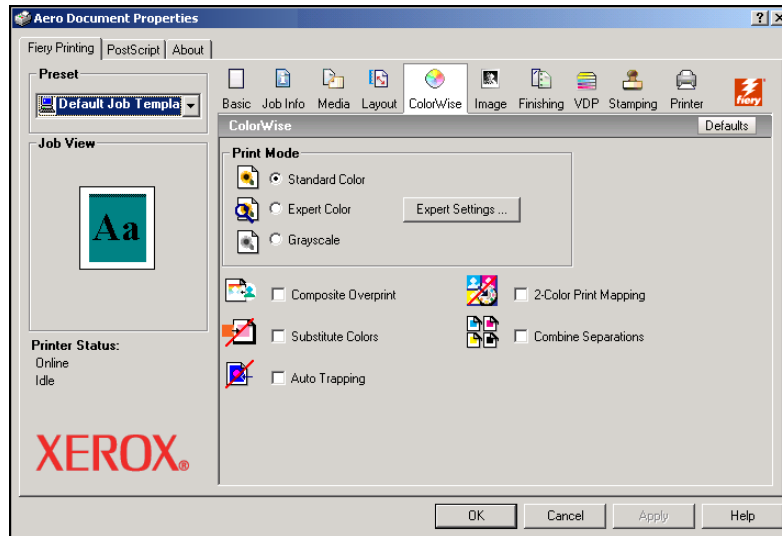 Aero Document Properties
Fiery Printing PostScript About
Preset
Default Job Templa
Basic Job Info Media Layout ColorWise Image Finishing VDP Stamping Printer fiery
ColorWise Defaults
Job View
Aa
Print Mode
Standard Color
Expert Color Expert Settings ...
Grayscale
Composite Overprint 2-Color Print Mapping
Substitute Colors Combine Separations
Auto Trapping
Printer Status:
Online
Idle
XEROX®
OK Cancel Apply Help